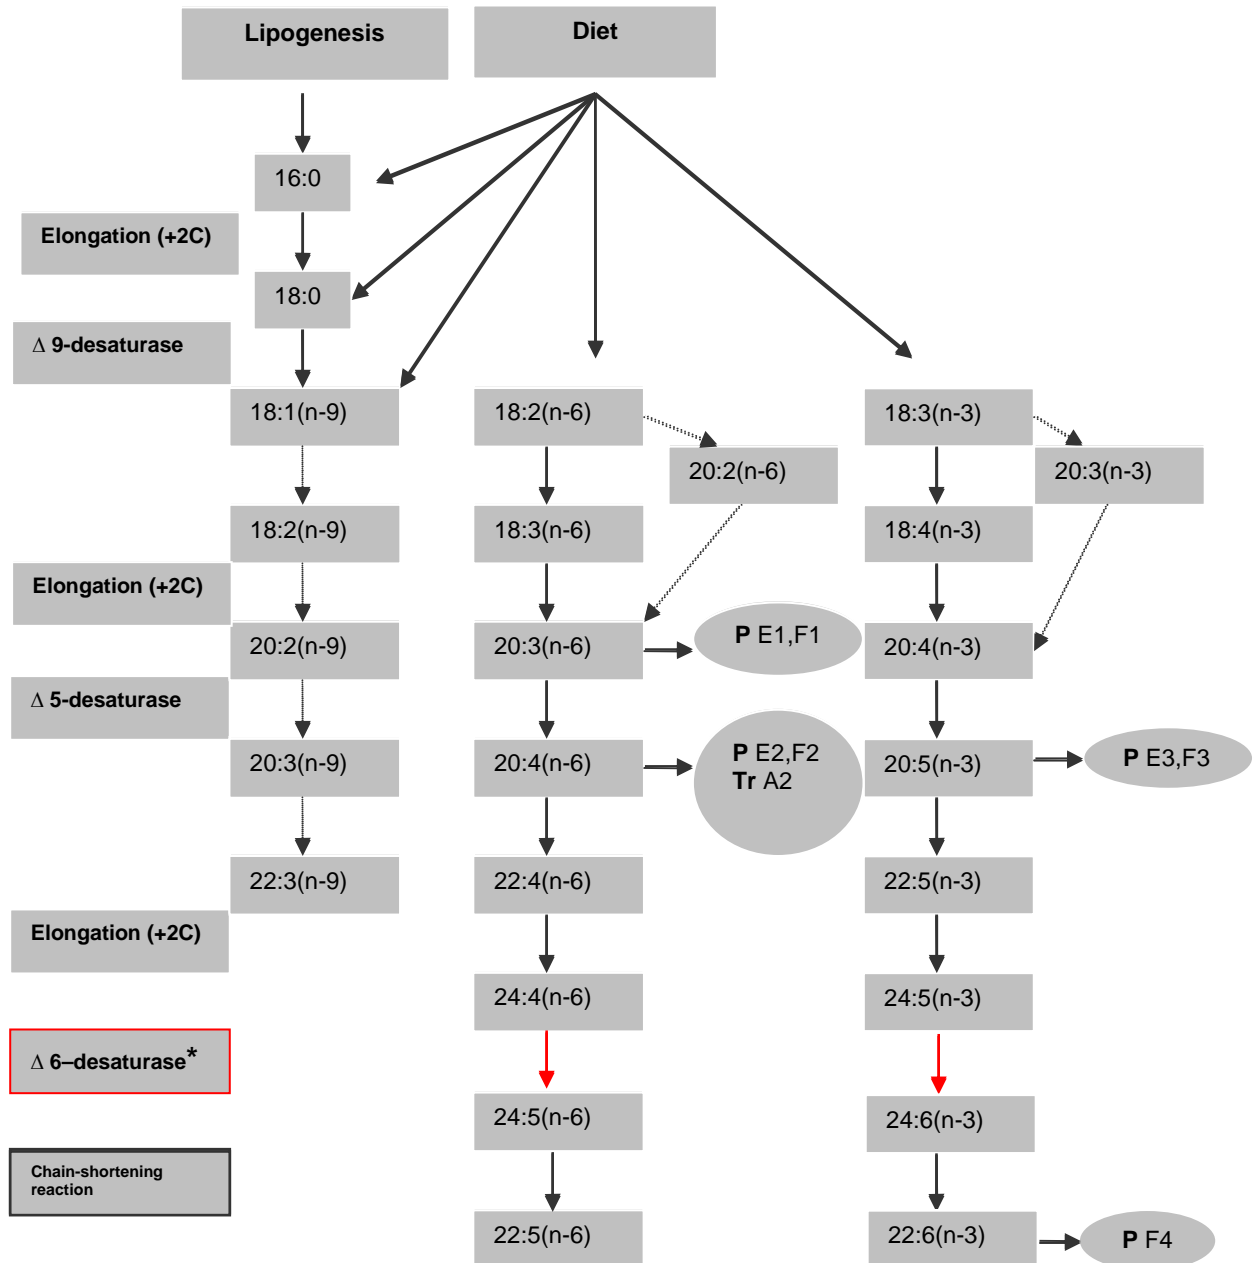 Lipogenesis
Diet
16:0
Elongation (+2C)
18:0
Δ 9-desaturase
18:1(n-9)
18:2(n-6)
18:3(n-3)
20:2(n-6)
20:3(n-3)
18:2(n-9)
18:3(n-6)
18:4(n-3)
Elongation (+2C)
20:2(n-9)
20:3(n-6)
P E1,F1
20:4(n-3)
Δ 5-desaturase
20:3(n-9)
20:4(n-6)
P E2,F2
Tr A2
20:5(n-3)
P E3,F3
22:3(n-9)
22:4(n-6)
22:5(n-3)
Elongation (+2C)
24:4(n-6)
24:5(n-3)
Δ 6–desaturase*
24:5(n-6)
24:6(n-3)
Chain-shortening
reaction
22:5(n-6)
22:6(n-3)
P F4